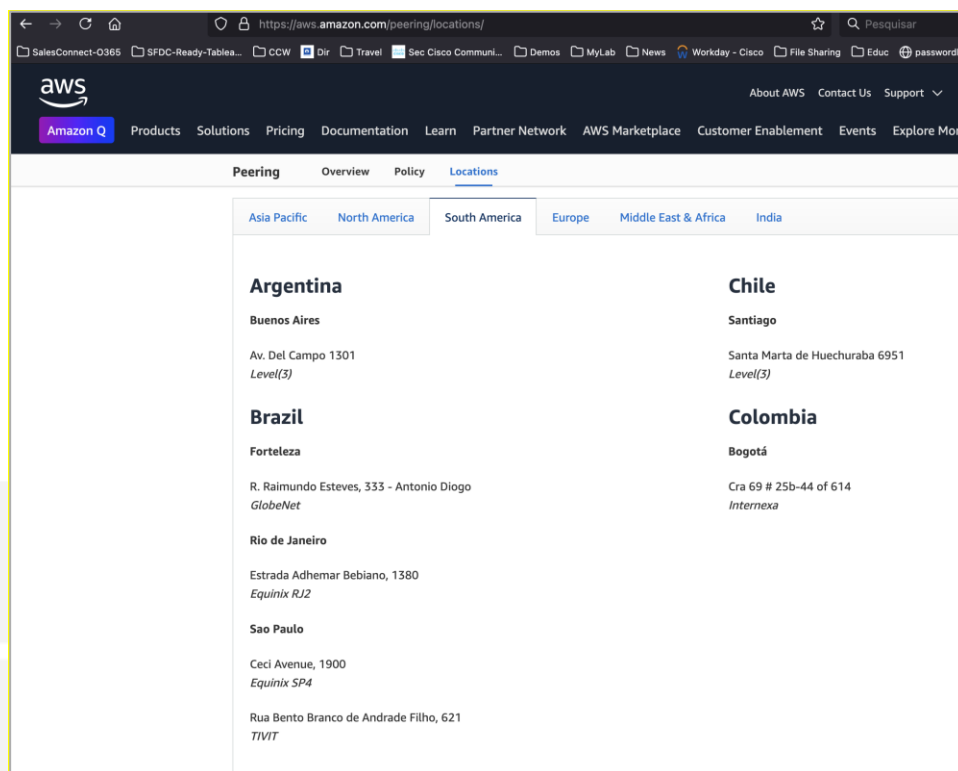 https://aws.amazon.com/peering/locations/
Pesquisar
SalesConnect-O365 SFDC-Ready-Tablea... CCW Dir Travel Sec Cisco Communi... Demos MyLab News Workday - Cisco File Sharing Educ
aws
About AWS Contact Us Support
Amazon Q Products Solutions Pricing Documentation Learn Partner Network AWS Marketplace Customer Enablement Events Explore
Peering Overview Policy Locations
Asia Pacific North America South America Europe Middle East & Africa India
Argentina
Buenos Aires
Av. Del Campo 1301
Level(3)
Brazil
Forteleza
R. Raimundo Esteves, 333 - Antonio Diogo
GlobeNet
Rio de Janeiro
Estrada Adhemar Bebiano, 1380
Equinix RJ2
Sao Paulo
Ceci Avenue, 1900
Equinix SP4
Rua Bento Branco de Andrade Filho, 621
TIVIT
Chile
Santiago
Santa Marta de Huechuraba 6951
Level(3)
Colombia
Bogotá
Cra 69 # 25b-44 of 614
Internexa